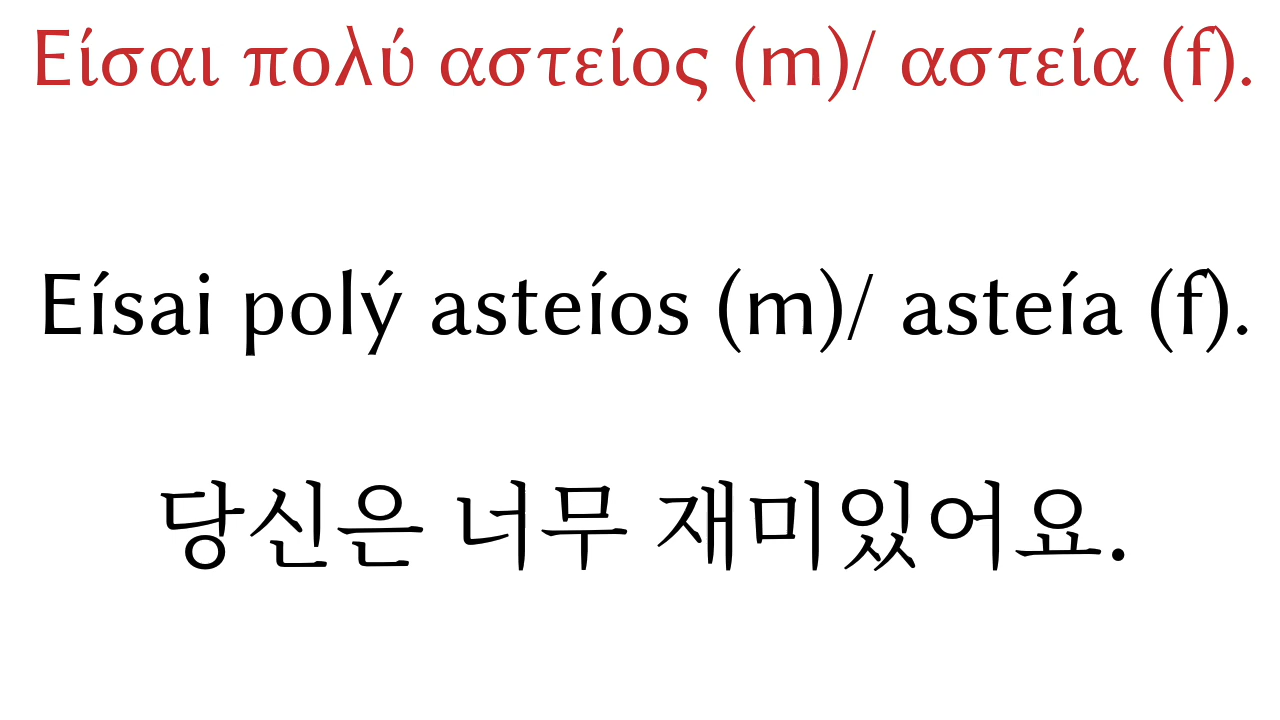 Είσαι πολύ αστείος (m)/ αστεία (f).
Eísai polý asteíos (m)/ asteía (f).
당신은 너무 재미있어요.